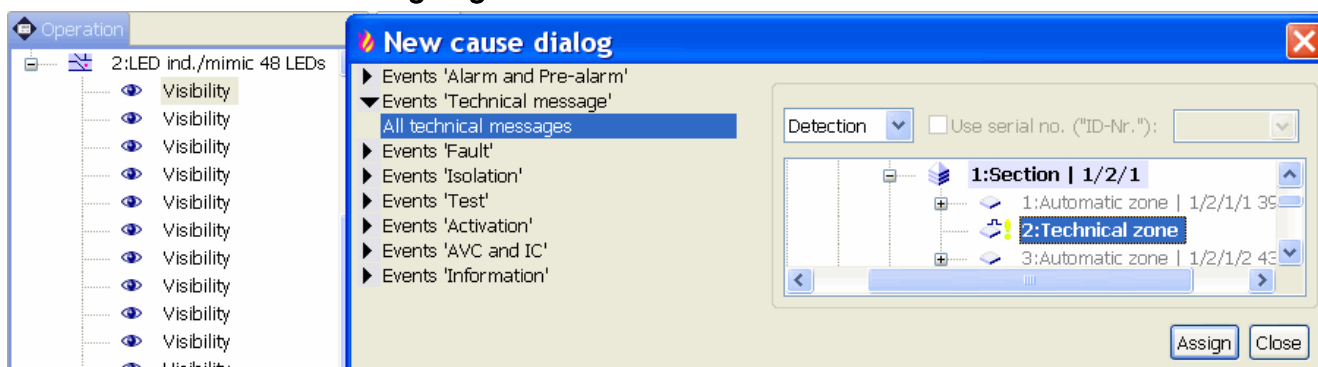 Operation
2:LED ind./mimic 48 LEDs
Visibility
Visibility
Visibility
Visibility
Visibility
Visibility
Visibility
Visibility
Visibility
Visibility
New cause dialog
Events 'Alarm and Pre-alarm'
Events 'Technical message'
All technical messages
Events 'Fault'
Events 'Isolation'
Events 'Test'
Events 'Activation'
Events 'AVC and IC'
Events 'Information'
Detection
Use serial no. ("ID-Nr."):
1:Section | 1/2/1
1:Automatic zone | 1/2/1/1 39
2:Technical zone
3:Automatic zone | 1/2/1/2 43
Assign Close